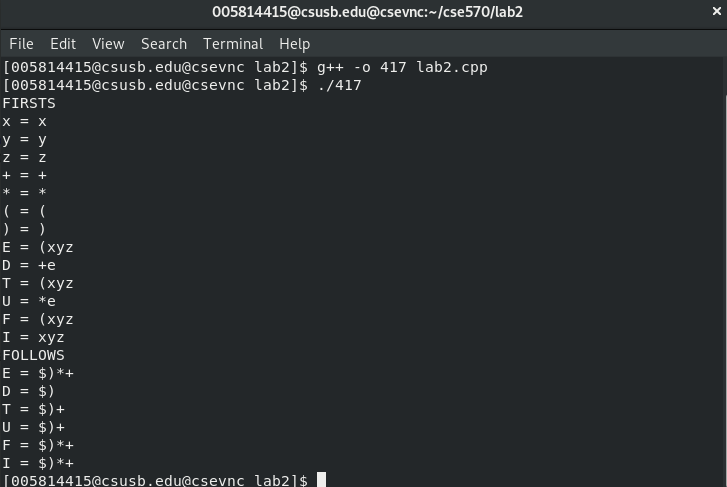 005814415@csusb.edu@csevnc:~/cse570/lab2 ×
File Edit View Search Terminal Help
[005814415@csusb.edu@csevnc lab2]$ g++ -o 417 lab2.cpp
[005814415@csusb.edu@csevnc lab2]$ ./417
FIRSTS
x = x
y = y
z = z
+ = +
* = *
( = (
) = )
E = (xyz
D = +e
T = (xyz
U = *e
F = (xyz
I = xyz
FOLLOWS
E = $)*+
D = $)
T = $)+
U = $)+
F = $)*+
I = $)*+
[005814415@csusb.edu@csevnc lab2]$